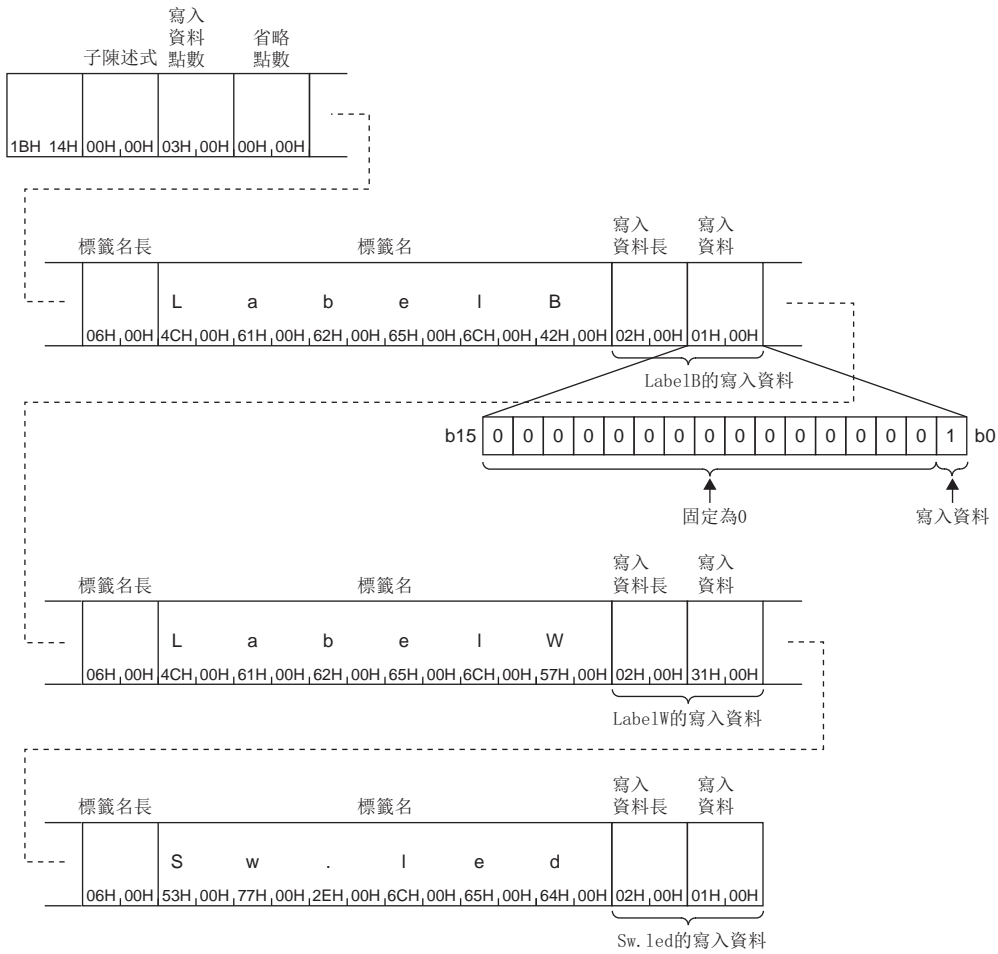 寫入
資料 省略
子陳述式 點數 點數
1BH 14H 00H 00H 03H 00H 00H 00H
寫入 寫入
標籤名長 標籤名 資料長 資料
L a b e l B
06H 00H 4CH 00H 61H 00H 62H 00H 65H 00H 6CH 00H 42H 00H 02H 00H 01H 00H
LabelB的寫入資料
b15 0 0 0 0 0 0 0 0 0 0 0 0 0 0 0 1 b0
固定為0 寫入資料
寫入 寫入
標籤名長 標籤名 資料長 資料
L a b e l W
06H 00H 4CH 00H 61H 00H 62H 00H 65H 00H 6CH 00H 57H 00H 02H 00H 31H 00H
LabelW的寫入資料
寫入 寫入
標籤名長 標籤名 資料長 資料
S w . l e d
06H 00H 53H 00H 77H 00H 2EH 00H 6CH 00H 65H 00H 64H 00H 02H 00H 01H 00H
Sw.led的寫入資料